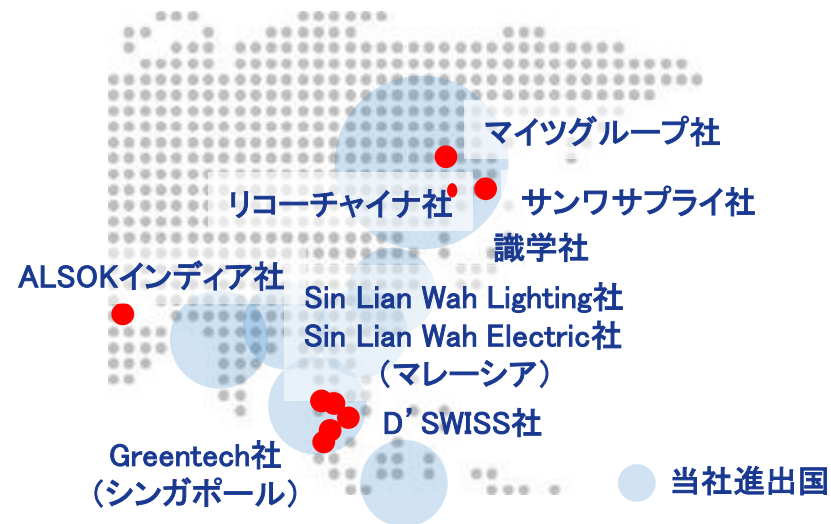 マイツグループ社
リコーチャイナ社
サンワサプライ社
識学社
ALSOKインディア社
Sin Lian Wah Lighting社
Sin Lian Wah Electric社
（マレーシア）
D’SWISS社
Greentech社
（シンガポール）
当社進出国